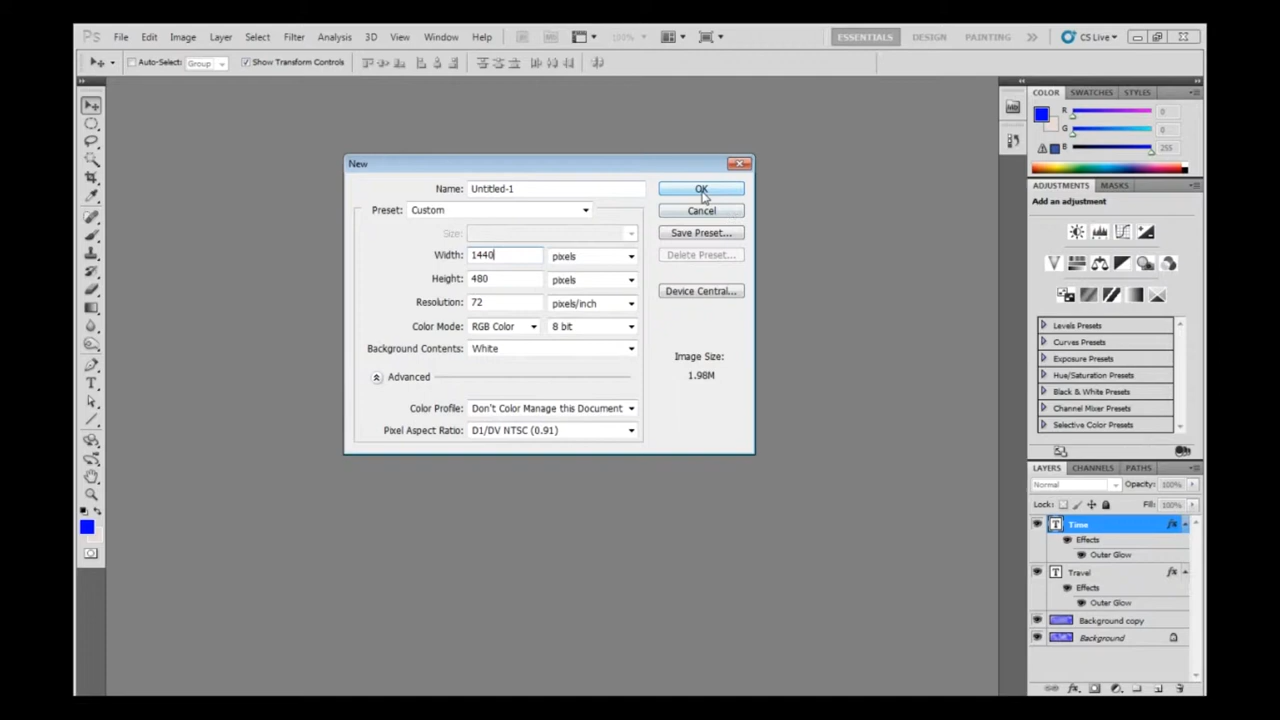 Ps File Edit Image Layer Select Filter Analysis 3D View Window Help 100% ESSENTIALS DESIGN PAINTING >> CS Live
Auto-Select: Group Show Transform Controls
New
Name: Untitled-1 OK
Preset: Custom Cancel
Size: Save Preset...
Width: 1440 pixels Delete Preset...
Height: 480 pixels Device Central...
Resolution: 72 pixels/inch
Color Mode: RGB Color 8 bit
Background Contents: White
Image Size:
1.98M
Advanced
Color Profile: Don't Color Manage this Document
Pixel Aspect Ratio: D1/DV NTSC (0.91)
COLOR SWATCHES STYLES
R 0
G 0
B 255
ADJUSTMENTS MASKS
Add an adjustment
Levels Presets
Curves Presets
Exposure Presets
Hue/Saturation Presets
Black & White Presets
Channel Mixer Presets
Selective Color Presets
LAYERS CHANNELS PATHS
Normal Opacity: 100%
Lock: Fill: 100%
T Time fx
Effects
Outer Glow
T Travel fx
Effects
Outer Glow
Background copy
Background